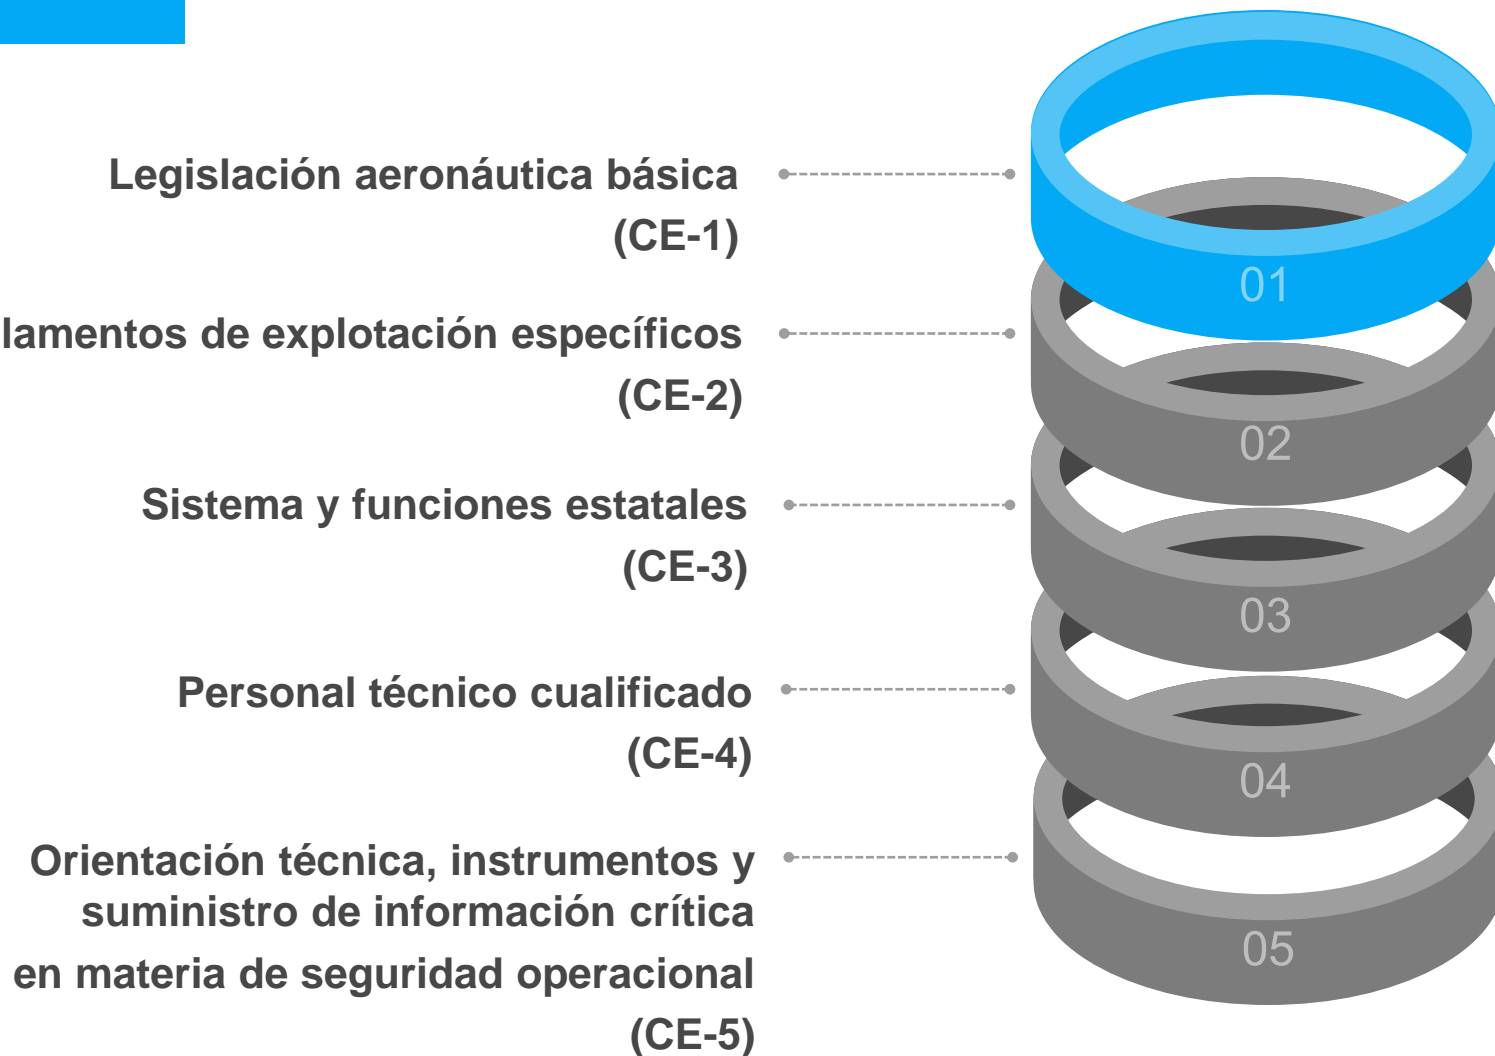 Legislación aeronáutica básica
(CE-1)
01
lamentos de explotación específicos
(CE-2)
02
Sistema y funciones estatales
(CE-3)
03
Personal técnico cualificado
(CE-4)
04
Orientación técnica, instrumentos y
suministro de información crítica
en materia de seguridad operacional
(CE-5)
05